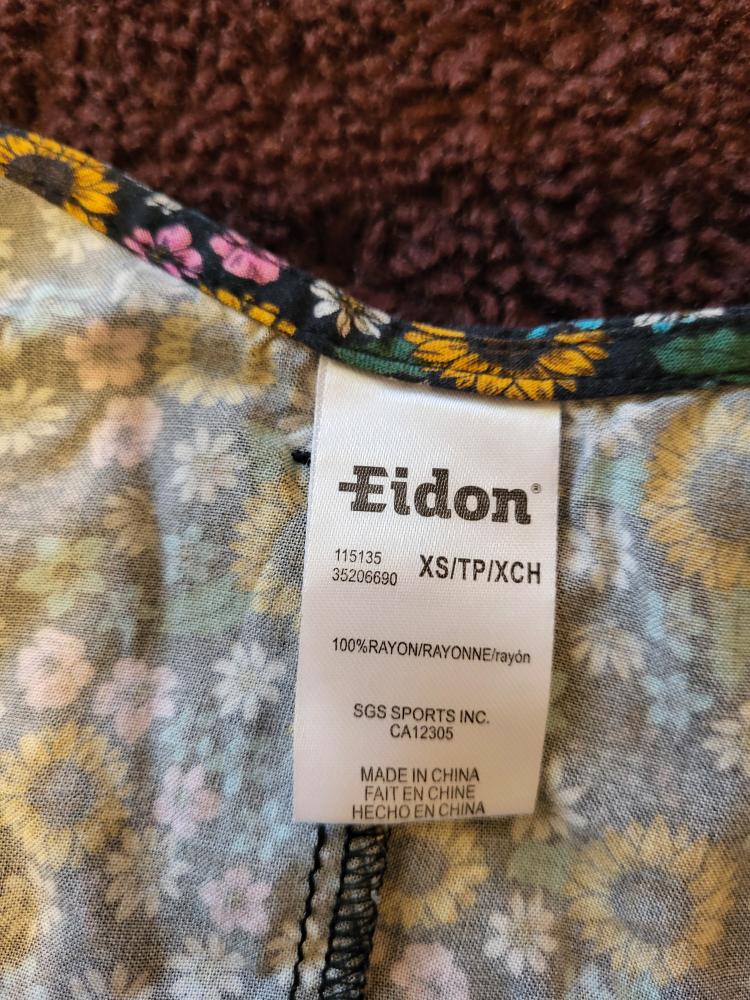 Eidon®
115135
35206690 XS/TP/XCH
100%RAYON/RAYONNE/rayón
SGS SPORTS INC.
CA12305
MADE IN CHINA
FAIT EN CHINE
HECHO EN CHINA